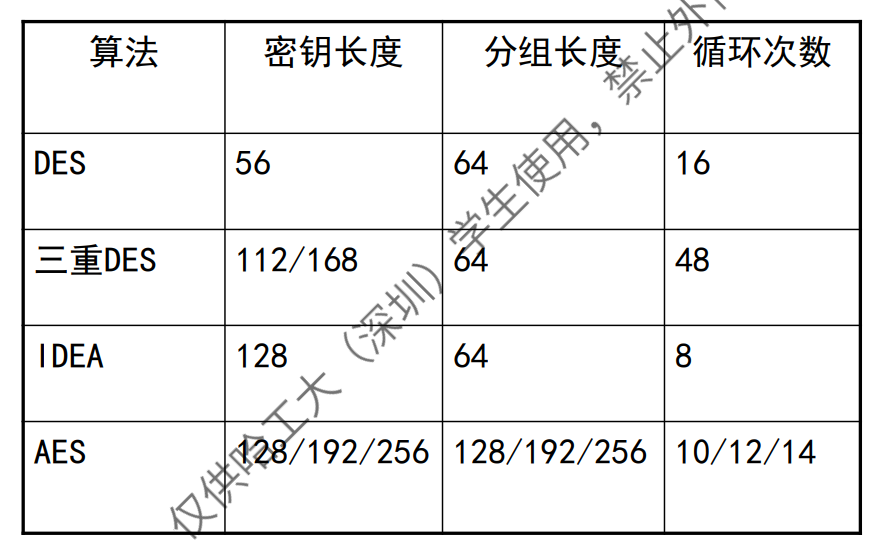 算法 密钥长度 分组长度 循环次数
DES 56 64 16
三重DES 112/168 64 48
IDEA 128 64 8
AES 128/192/256 128/192/256 10/12/14
仅供哈工大（深圳）学生使用，禁止外